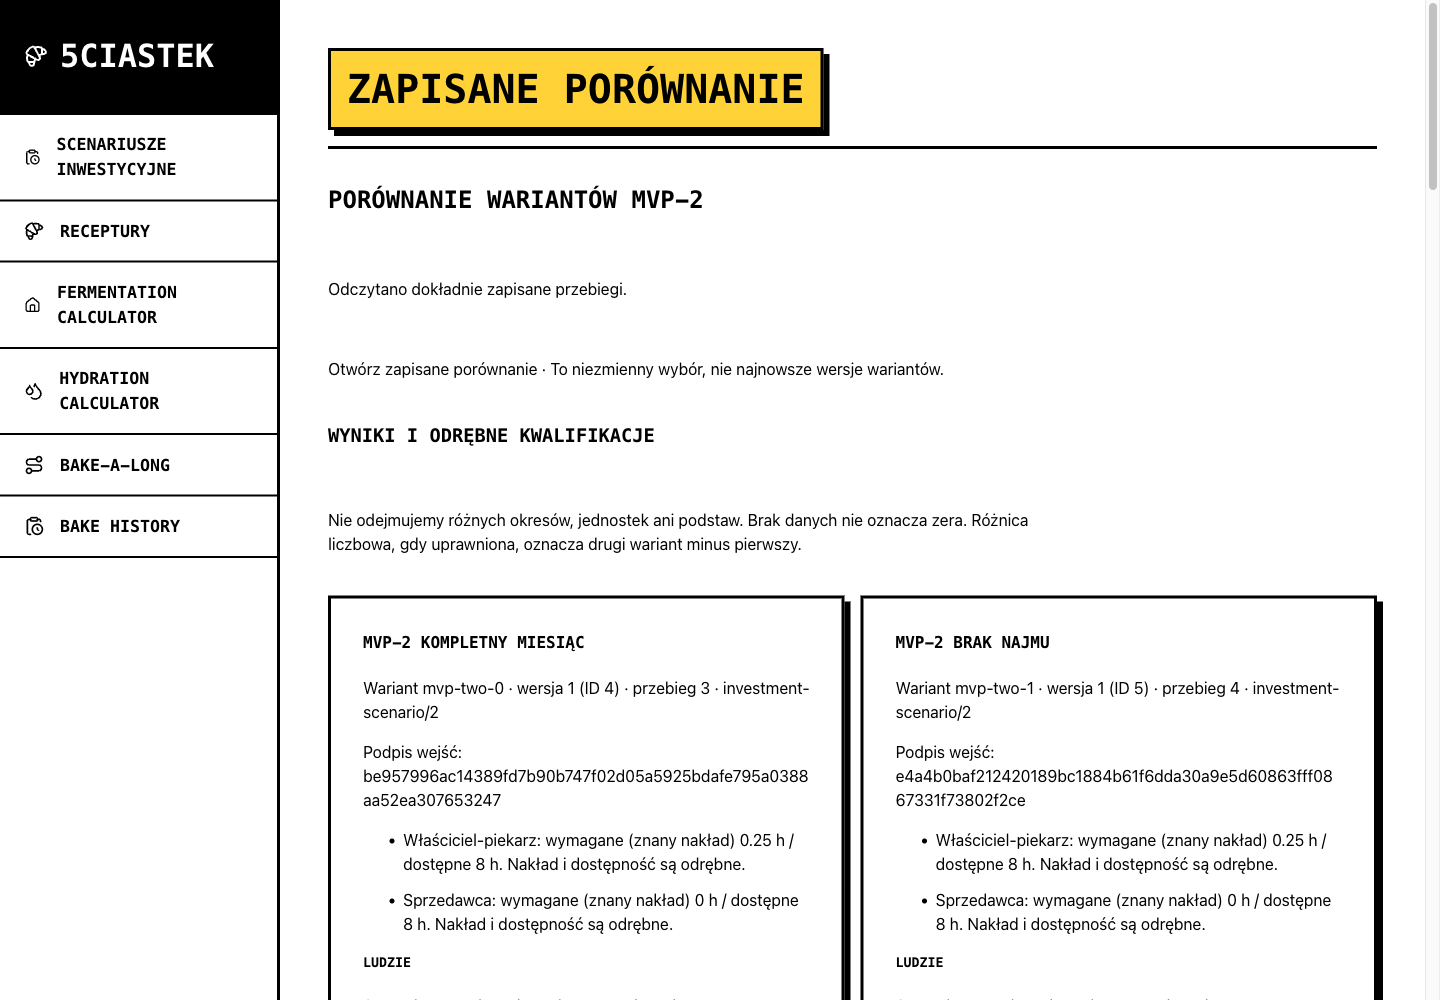 5CIASTEK
SCENARIUSZE
INWESTYCYJNE
RECEPTURY
FERMENTATION
CALCULATOR
HYDRATION
CALCULATOR
BAKE–A–LONG
BAKE HISTORY
ZAPISANE PORÓWNANIE
PORÓWNANIE WARIANTÓW MVP–2
Odczytano dokładnie zapisane przebiegi.
Otwórz zapisane porównanie · To niezmienny wybór, nie najnowsze wersje wariantów.
WYNIKI I ODRĘBNE KWALIFIKACJE
Nie odejmujemy różnych okresów, jednostek ani podstaw. Brak danych nie oznacza zera. Różnica
liczbowa, gdy uprawniona, oznacza drugi wariant minus pierwszy.
MVP–2 KOMPLETNY MIESIĄC
Wariant mvp-two-0 · wersja 1 (ID 4) · przebieg 3 · investment-
scenario/2
Podpis wejść:
be957996ac14389fd7b90b747f02d05a5925bdafe795a0388
aa52ea307653247
• Właściciel-piekarz: wymagane (znany nakład) 0.25 h /
dostępne 8 h. Nakład i dostępność są odrębne.
• Sprzedawca: wymagane (znany nakład) 0 h / dostępne
8 h. Nakład i dostępność są odrębne.
LUDZIE
MVP–2 BRAK NAJMU
Wariant mvp-two-1 · wersja 1 (ID 5) · przebieg 4 · investment-
scenario/2
Podpis wejść:
e4a4b0baf212420189bc1884b61f6dda30a9e5d60863fff08
67331f73802f2ce
• Właściciel-piekarz: wymagane (znany nakład) 0.25 h /
dostępne 8 h. Nakład i dostępność są odrębne.
• Sprzedawca: wymagane (znany nakład) 0 h / dostępne
8 h. Nakład i dostępność są odrębne.
LUDZIE